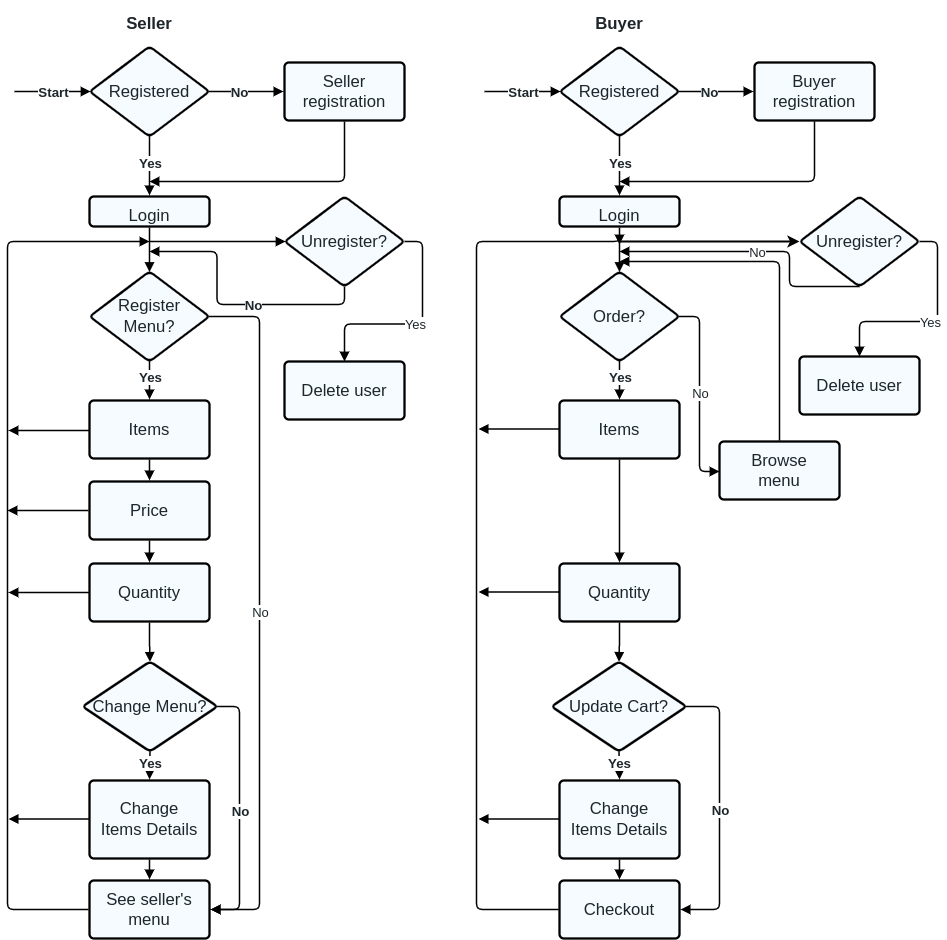 Seller
Start
Registered
No
Seller
registration
Yes
Login
Unregister?
No
Register
Menu?
Yes
Delete user
Yes
Items
Price
Quantity
No
Change Menu?
Yes
Change
Items Details
No
See seller's
menu
Buyer
Start
Registered
No
Buyer
registration
Yes
Login
Unregister?
No
Order?
Yes
Delete user
Yes
No
Items
Browse
menu
Quantity
Update Cart?
Yes
Change
Items Details
No
Checkout